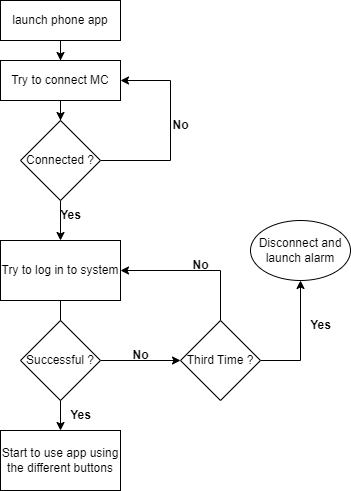 launch phone app
Try to connect MC
No
Connected ?
Yes
Try to log in to system
No
Disconnect and
launch alarm
Yes
Successful ?
No
Third Time ?
Yes
Start to use app using
the different buttons